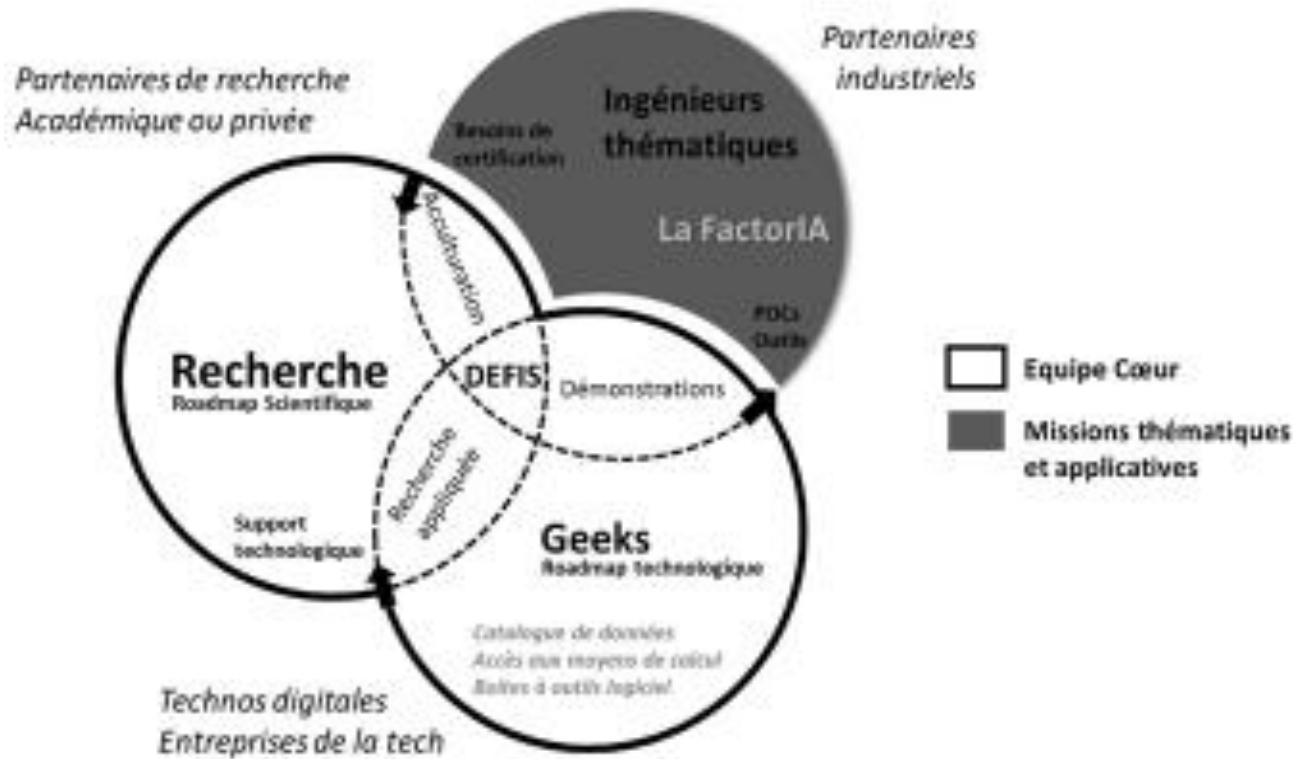 Partenaires de recherche
Académique ou privée
Partenaires
industriels
Ingénieurs
thématiques
Besoins de
certification
La FactorIA
POCs
Outils
Acculturation
Recherche
Roadmap Scientifique
DEFIS
Démonstrations
Recherche
appliquée
Support
technologique
Geeks
Roadmap technologique
Catalogue de données
Accès aux moyens de calcul
Boites à outils logiciel
Technos digitales
Entreprises de la tech
Equipe Cœur
Missions thématiques
et applicatives